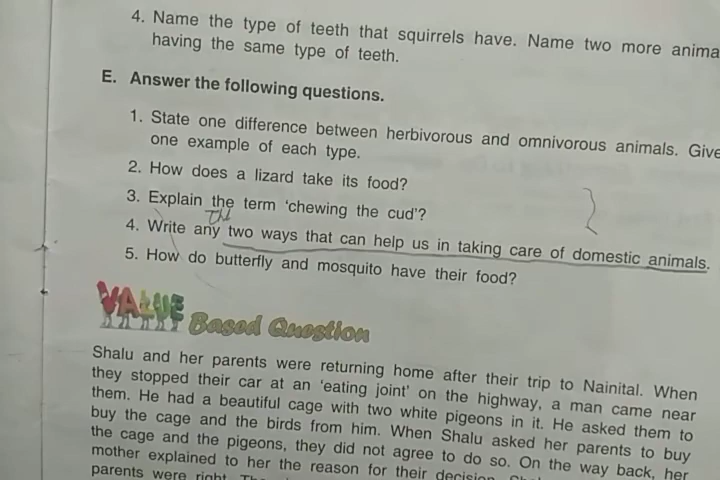 4. Name the type of teeth that squirrels have. Name two more anima
having the same type of teeth.
E. Answer the following questions.
1. State one difference between herbivorous and omnivorous animals. Give
one example of each type.
2. How does a lizard take its food?
3. Explain the term ‘chewing the cud’?
4. Write any two ways that can help us in taking care of domestic animals.
5. How do butterfly and mosquito have their food?
VALUE Based Question
Shalu and her parents were returning home after their trip to Nainital. When
they stopped their car at an ‘eating joint’ on the highway, a man came near
them. He had a beautiful cage with two white pigeons in it. He asked them to
buy the cage and the birds from him. When Shalu asked her parents to buy
the cage and the pigeons, they did not agree to do so. On the way back, her
mother explained to her the reason for their decision.
parents were right.